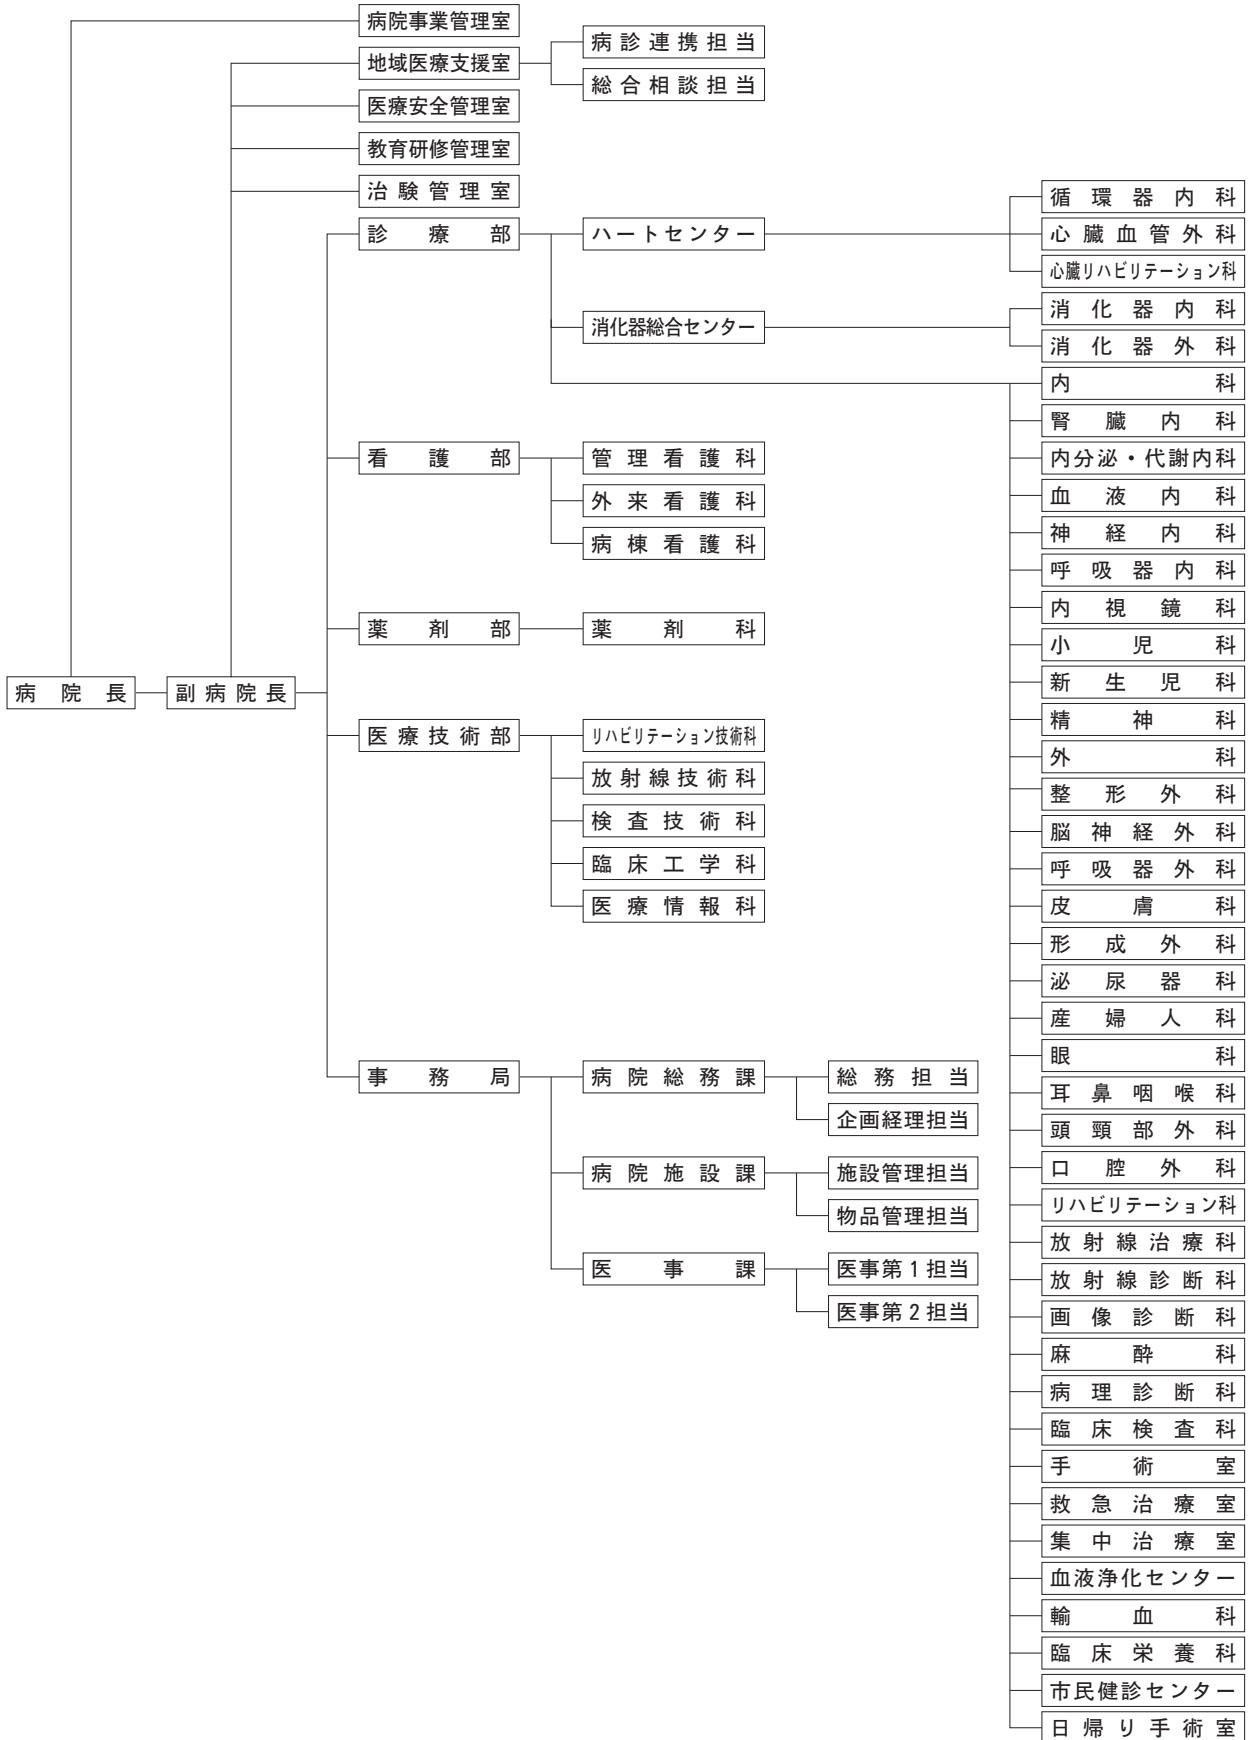 病院事業管理室
地域医療支援室
病診連携担当
総合相談担当
医療安全管理室
教育研修管理室
治験管理室
診療部
ハートセンター
循環器内科
心臓血管外科
心臓リハビリテーション科
消化器総合センター
消化器内科
消化器外科
内科
腎臓内科
内分泌・代謝内科
血液内科
神経内科
呼吸器内科
内視鏡科
小児科
新生児科
精神科
外科
整形外科
脳神経外科
呼吸器外科
皮膚科
形成外科
泌尿器科
産婦人科
眼科
耳鼻咽喉科
頭頸部外科
口腔外科
リハビリテーション科
放射線治療科
放射線診断科
画像診断科
麻酔科
病理診断科
臨床検査科
手術室
救急治療室
集中治療室
血液浄化センター
輸血科
臨床栄養科
市民健診センター
日帰り手術室
看護部
管理看護科
外来看護科
病棟看護科
薬剤部
薬剤科
病院長
副病院長
医療技術部
リハビリテーション技術科
放射線技術科
検査技術科
臨床工学科
医療情報科
事務局
病院総務課
総務担当
企画経理担当
病院施設課
施設管理担当
物品管理担当
医事課
医事第1担当
医事第2担当